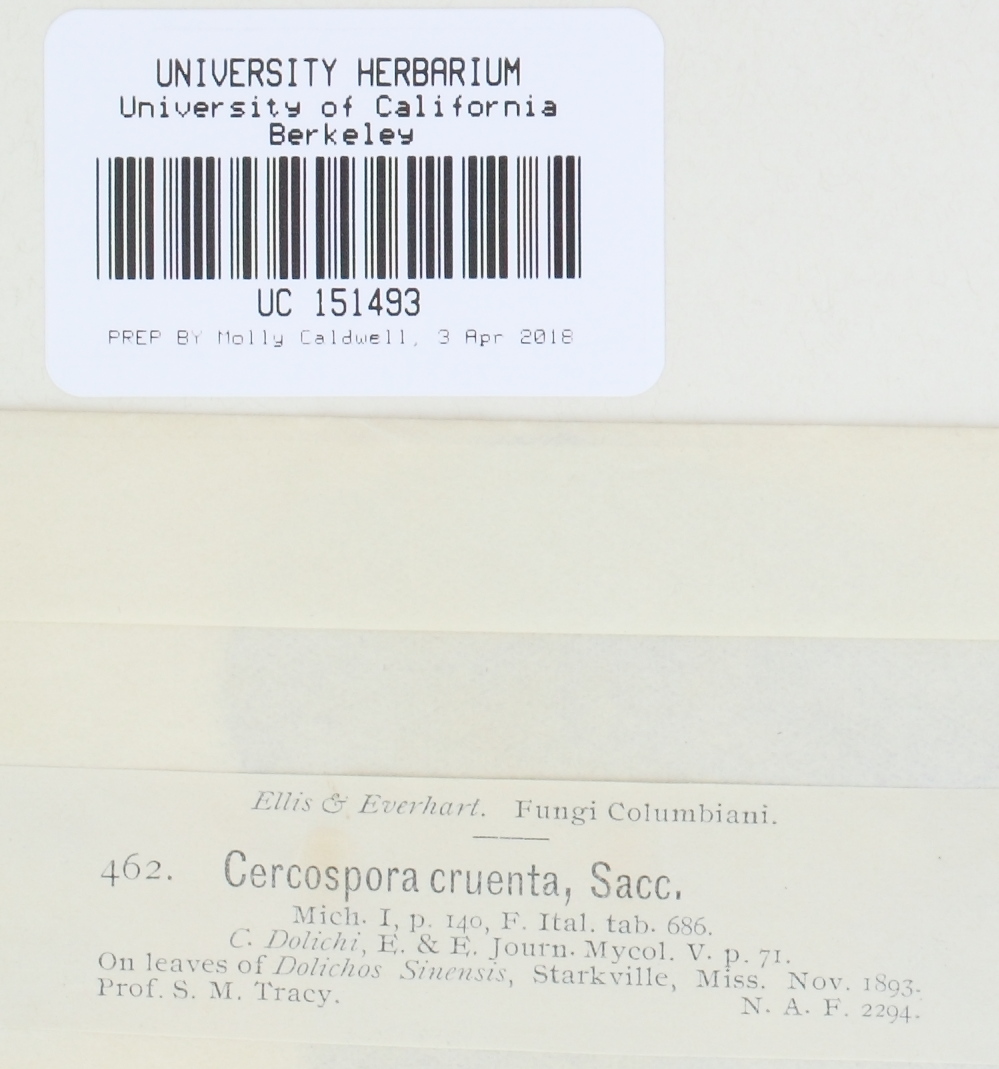 UNIVERSITY HERBARIUM
University of California
Berkeley
UC 151493
PREP BY Molly Caldwell, 3 Apr 2018
Ellis & Everhart. Fungi Columbiani.
462. Cercospora cruenta, Sacc.
Mich. I, p. 140, F. Ital. tab. 686.
C. Dolichi, E. & E. Journ. Mycol. V. p. 71.
On leaves of Dolichos Sinensis, Starkville, Miss. Nov. 1893.
Prof. S. M. Tracy. N. A. F. 2294.